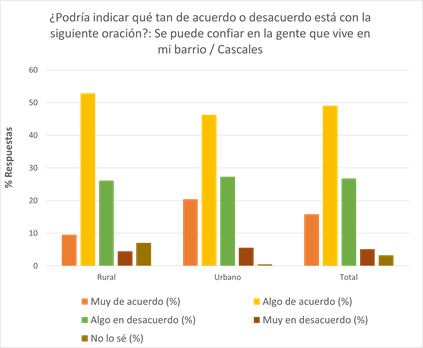 ¿Podría indicar qué tan de acuerdo o desacuerdo está con la
siguiente oración?: Se puede confiar en la gente que vive en
mi barrio / Cascales
% Respuestas
60
50
40
30
20
10
0
Rural
Urbano
Total
Muy de acuerdo (%)
Algo de acuerdo (%)
Algo en desacuerdo (%)
Muy en desacuerdo (%)
No lo sé (%)